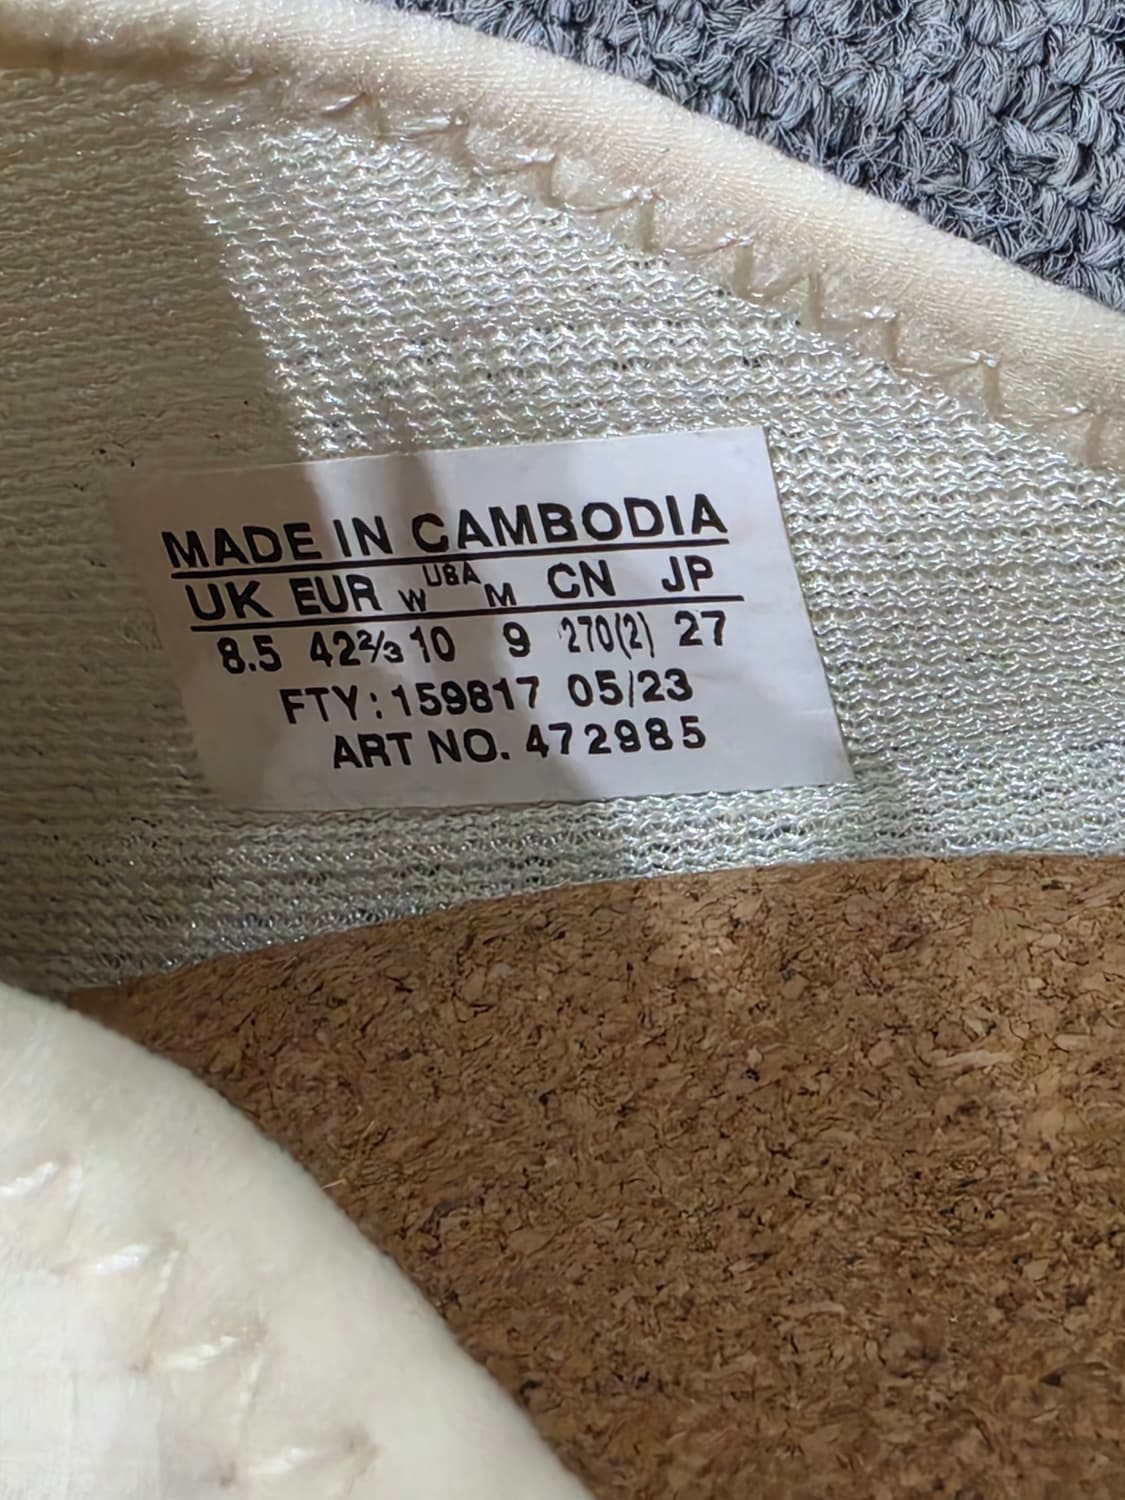 MADE IN CAMBODIA
UK EUR W USA M CN JP
8.5 42⅔ 10 9 270(2) 27
FTY: 159817 05/23
ART NO. 472985